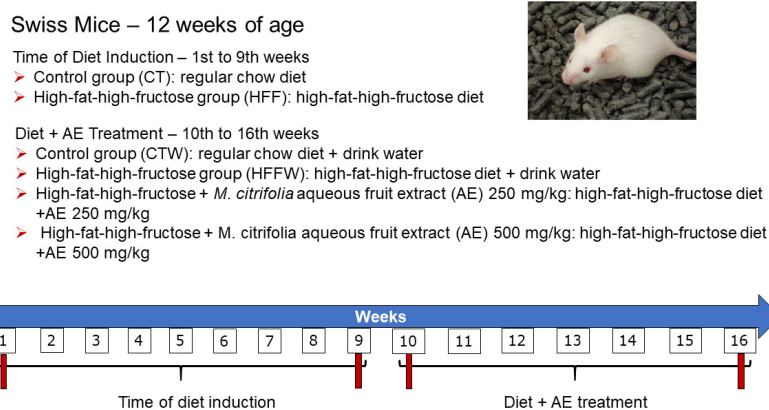 Swiss Mice – 12 weeks of age
Time of Diet Induction – 1st to 9th weeks
➤ Control group (CT): regular chow diet
➤ High-fat-high-fructose group (HFF): high-fat-high-fructose diet
Diet + AE Treatment – 10th to 16th weeks
➤ Control group (CTW): regular chow diet + drink water
➤ High-fat-high-fructose group (HFFW): high-fat-high-fructose diet + drink water
➤ High-fat-high-fructose + M. citrifolia aqueous fruit extract (AE) 250 mg/kg: high-fat-high-fructose diet
+AE 250 mg/kg
➤ High-fat-high-fructose + M. citrifolia aqueous fruit extract (AE) 500 mg/kg: high-fat-high-fructose diet
+AE 500 mg/kg
Weeks
1 2 3 4 5 6 7 8 9 10 11 12 13 14 15 16
Time of diet induction Diet + AE treatment